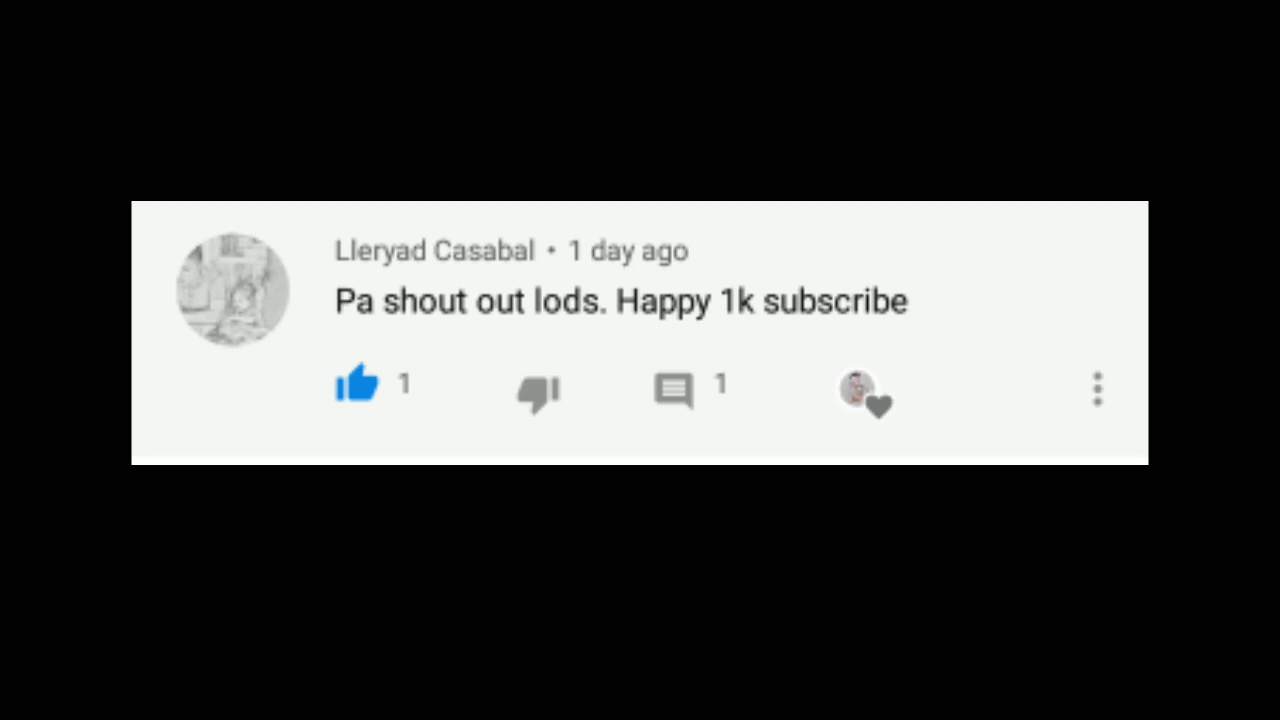 Lleryad Casabal • 1 day ago
Pa shout out lods. Happy 1k subscribe
1 1